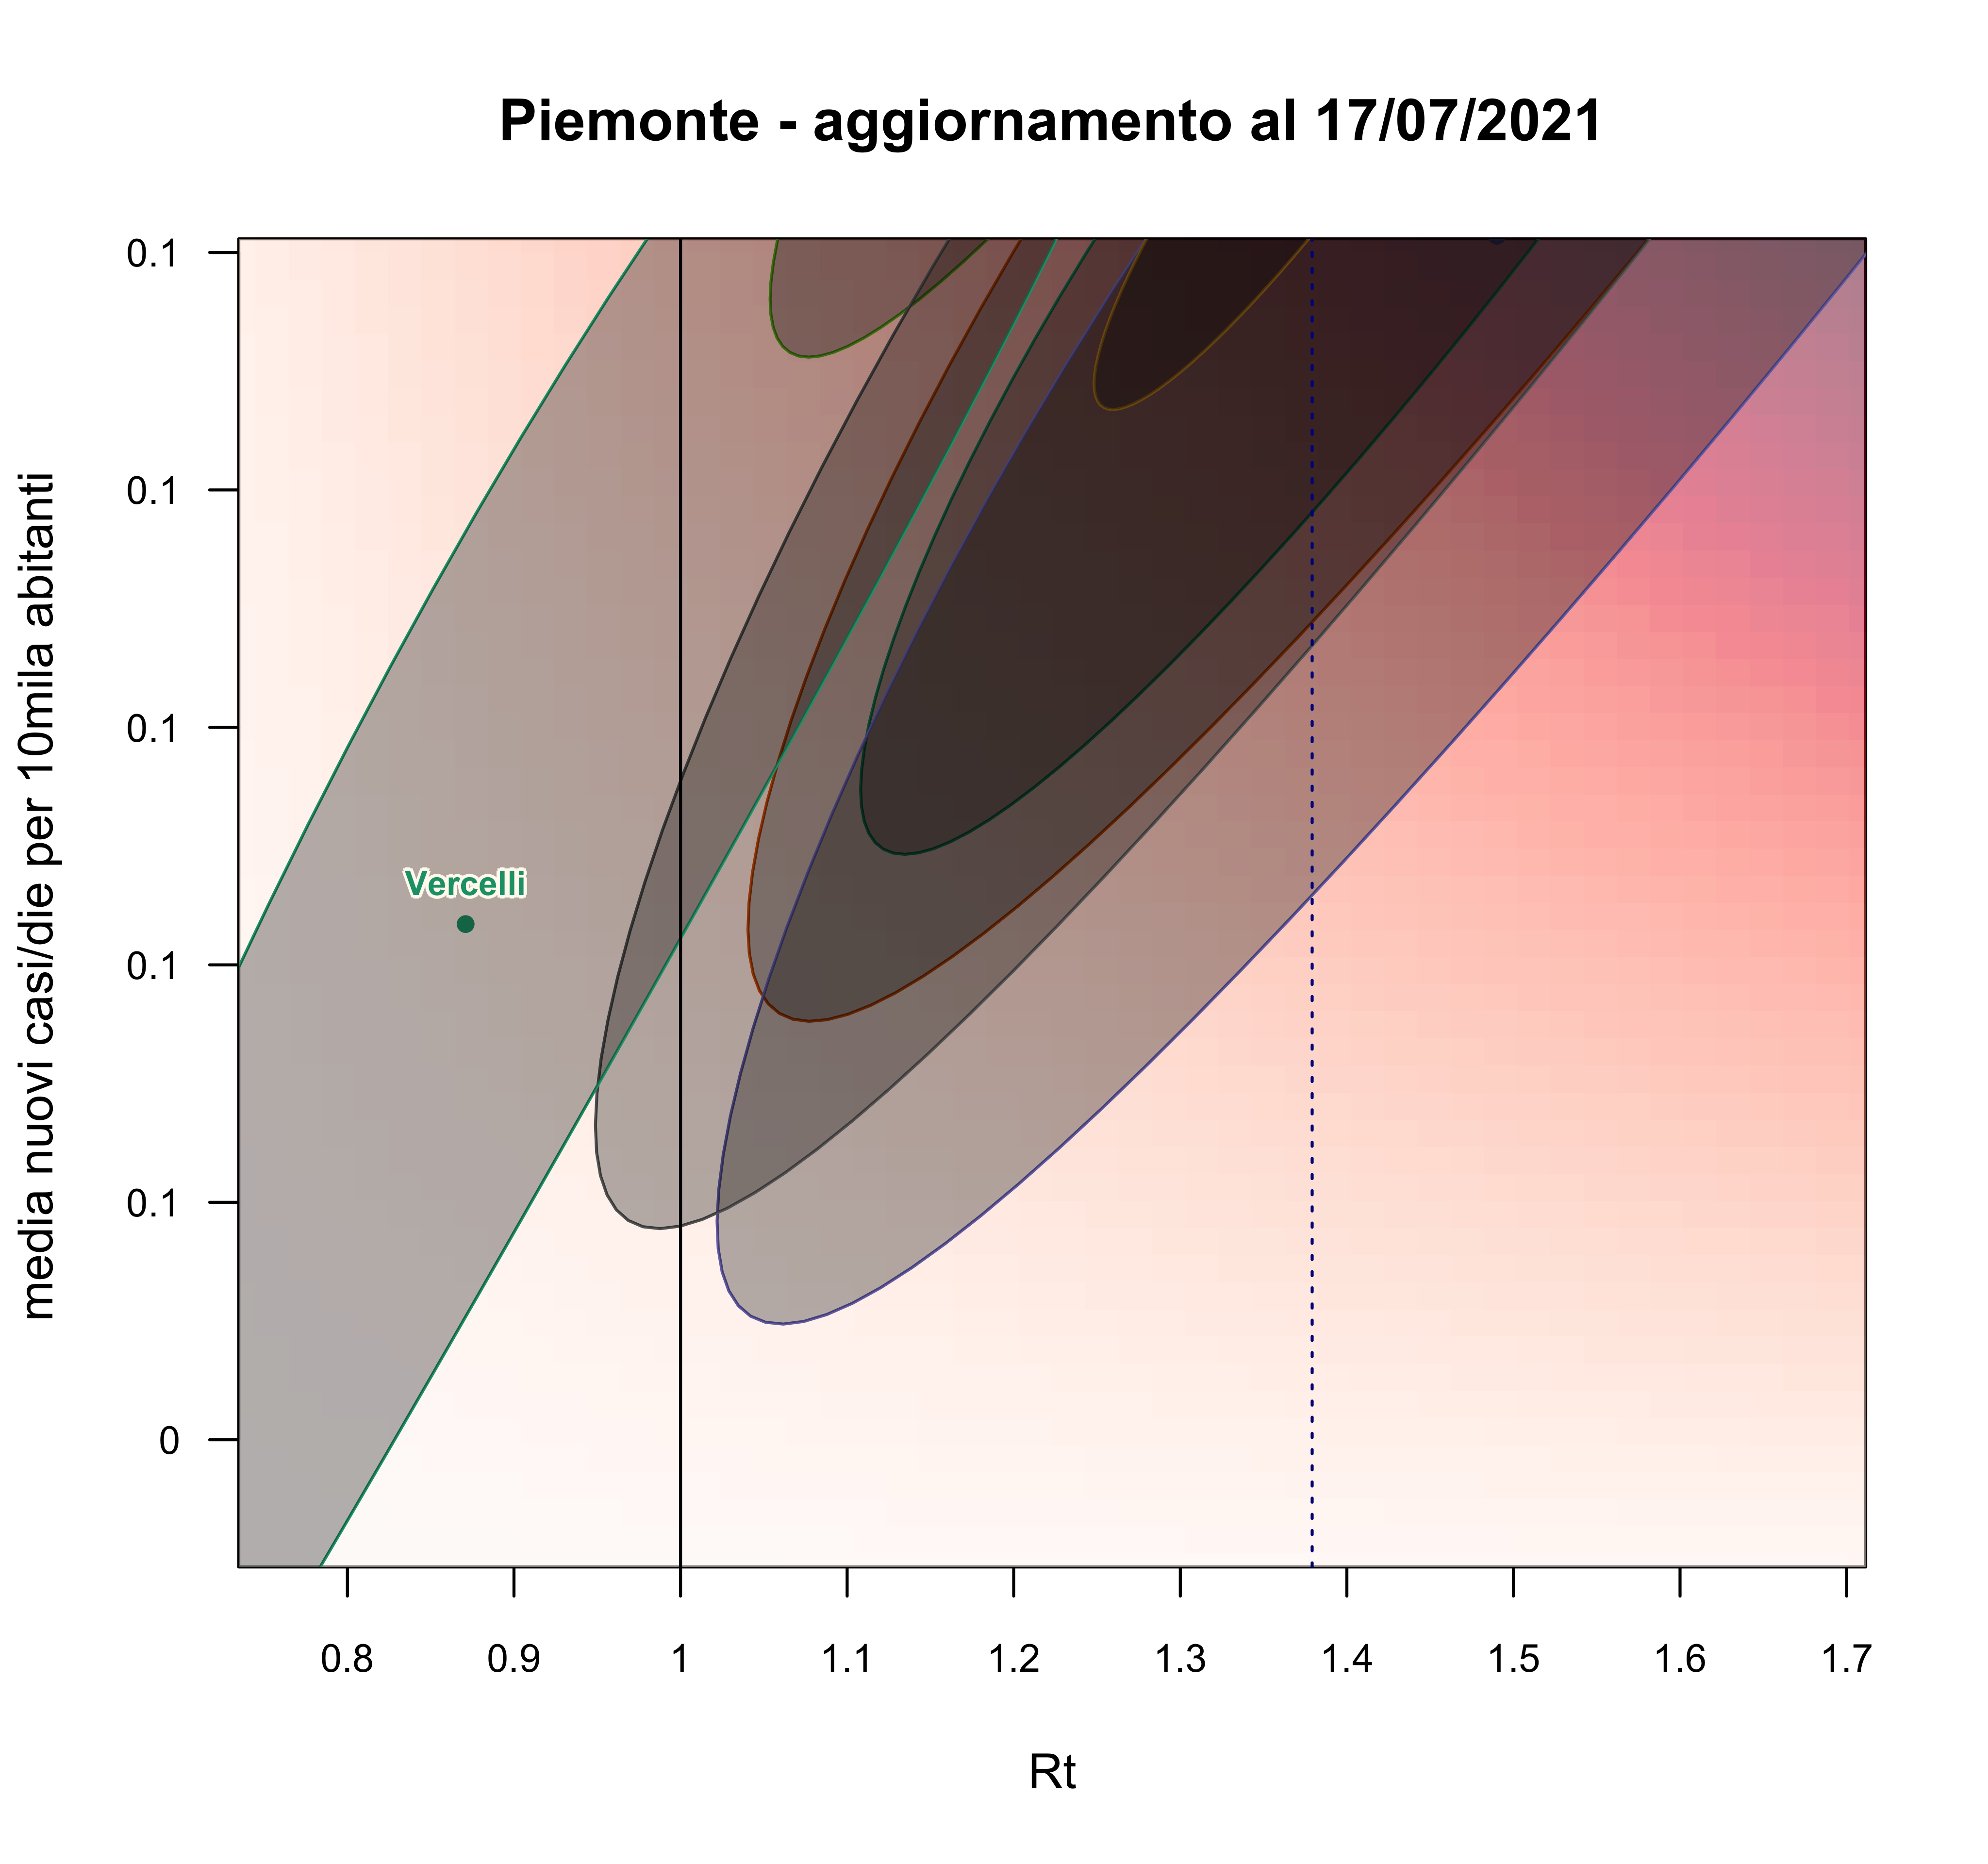 Piemonte - aggiornamento al 17/07/2021
media nuovi casi/die per 10mila abitanti
0.1
0.1
0.1
0.1
0.1
0
Vercelli
0.8 0.9 1 1.1 1.2 1.3 1.4 1.5 1.6 1.7
Rt